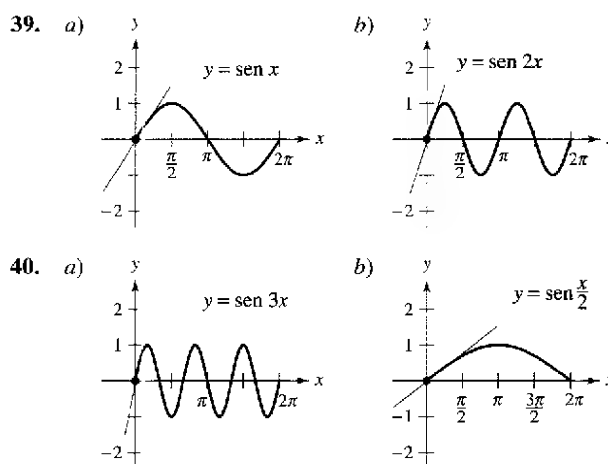 39. a) y b) y
2 y = sen x 2 y = sen 2x
1 1
x
π/2 π 2π π/2 π 2π
−2 −2
40. a) y b) y
2 y = sen 3x 2 y = sen x/2
1 1
x x
π 2π π/2 π 3π/2 2π
−1
−2 −2